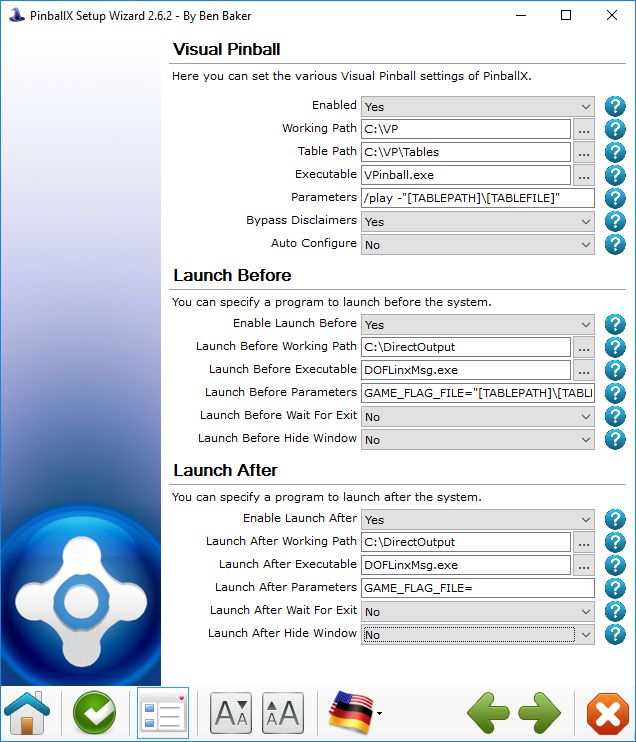 PinballX Setup Wizard 2.6.2 - By Ben Baker
Visual Pinball
Here you can set the various Visual Pinball settings of PinballX.
Enabled Yes
Working Path C:\VP ...
Table Path C:\VP\Tables ...
Executable VPinball.exe ...
Parameters /play -"[TABLEPATH]\[TABLEFILE]"
Bypass Disclaimers Yes
Auto Configure No
Launch Before
You can specify a program to launch before the system.
Enable Launch Before Yes
Launch Before Working Path C:\DirectOutput ...
Launch Before Executable DOFLinxMsg.exe ...
Launch Before Parameters GAME_FLAG_FILE="[TABLEPATH]\[TABLI
Launch Before Wait For Exit No
Launch Before Hide Window No
Launch After
You can specify a program to launch after the system.
Enable Launch After Yes
Launch After Working Path C:\DirectOutput ...
Launch After Executable DOFLinxMsg.exe ...
Launch After Parameters GAME_FLAG_FILE=
Launch After Wait For Exit No
Launch After Hide Window No
AA AA